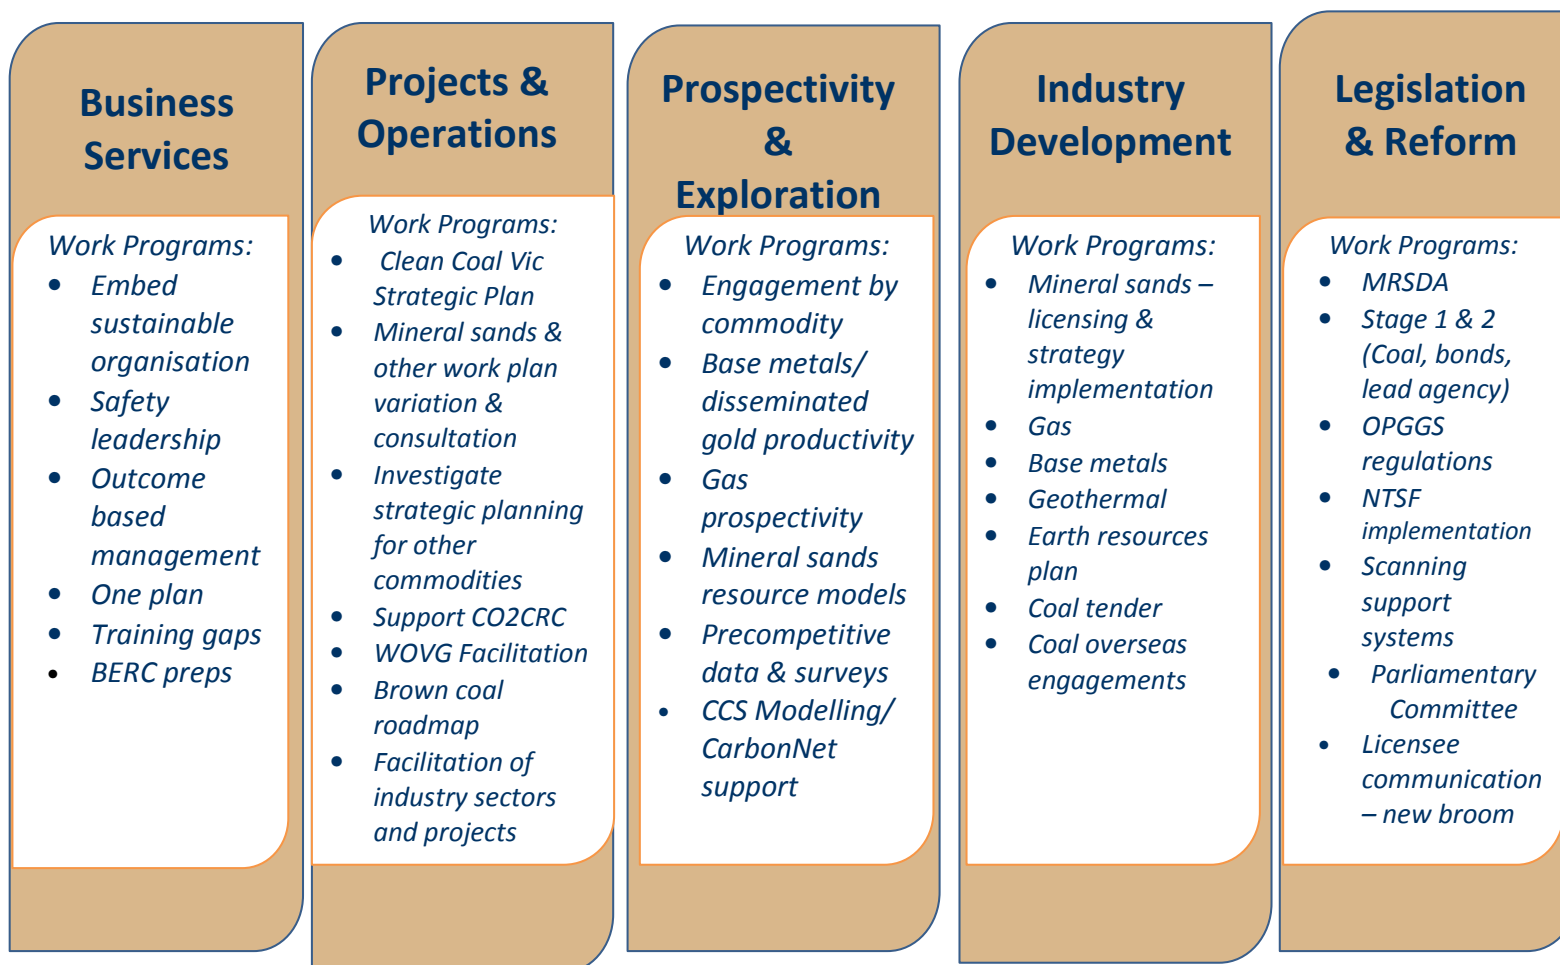 Business
Services
Work Programs:
• Embed
sustainable
organisation
• Safety
leadership
• Outcome
based
management
• One plan
• Training gaps
• BERC preps
Projects &
Operations
Work Programs:
• Clean Coal Vic
Strategic Plan
• Mineral sands &
other work plan
variation &
consultation
• Investigate
strategic planning
for other
commodities
• Support CO2CRC
• WOVG Facilitation
• Brown coal
roadmap
• Facilitation of
industry sectors
and projects
Prospectivity
&
Exploration
Work Programs:
• Engagement by
commodity
• Base metals/
disseminated
gold productivity
• Gas
prospectivity
• Mineral sands
resource models
• Precompetitive
data & surveys
• CCS Modelling/
CarbonNet
support
Industry
Development
Work Programs:
• Mineral sands –
licensing &
strategy
implementation
• Gas
• Base metals
• Geothermal
• Earth resources
plan
• Coal tender
• Coal overseas
engagements
Legislation
& Reform
Work Programs:
• MRSDA
• Stage 1 & 2
(Coal, bonds,
lead agency)
• OPGGS
regulations
• NTSF
implementation
• Scanning
support
systems
• Parliamentary
Committee
• Licensee
communication
– new broom